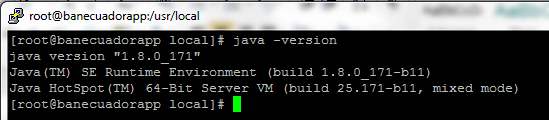 root@banecuadorapp:/usr/local
[root@banecuadorapp local]# java -version
java version "1.8.0_171"
Java(TM) SE Runtime Environment (build 1.8.0_171-b11)
Java HotSpot(TM) 64-Bit Server VM (build 25.171-b11, mixed mode)
[root@banecuadorapp local]#